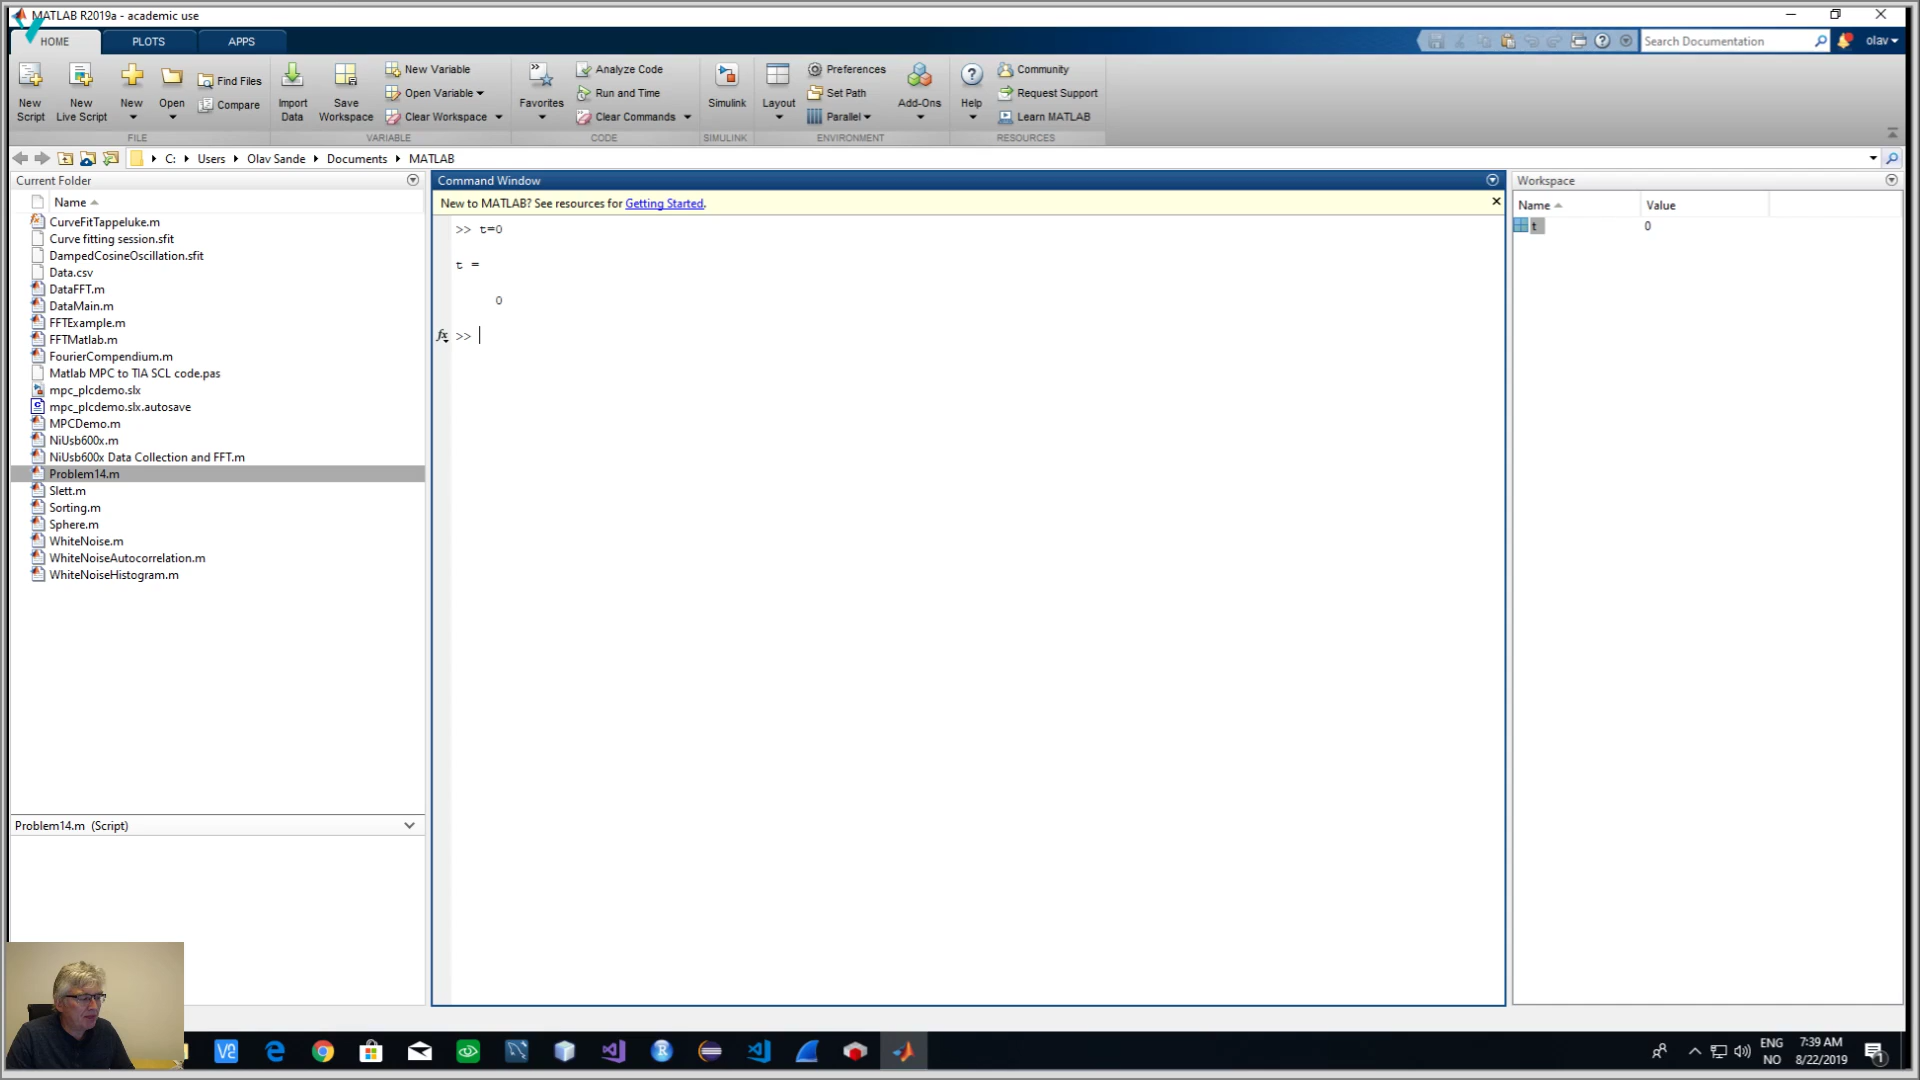 MATLAB R2019a - academic use
HOME
PLOTS
APPS
Search Documentation
olav
New Script
New Live Script
New
Open
Find Files
Compare
Import Data
Save Workspace
New Variable
Open Variable
Clear Workspace
Favorites
Analyze Code
Run and Time
Clear Commands
Simulink
Layout
Preferences
Set Path
Parallel
Add-Ons
Help
Community
Request Support
Learn MATLAB
FILE
VARIABLE
CODE
SIMULINK
ENVIRONMENT
RESOURCES
C: Users Olav Sande Documents MATLAB
Current Folder
Name
CurveFitTappeluke.m
Curve fitting session.sfit
DampedCosineOscillation.sfit
Data.csv
DataFFT.m
DataMain.m
FFTExample.m
FFTMatlab.m
FourierCompendium.m
Matlab MPC to TIA SCL code.pas
mpc_plcdemo.slx
mpc_plcdemo.slx.autosave
MPCDemo.m
NiUsb600x.m
NiUsb600x Data Collection and FFT.m
Problem14.m
Slett.m
Sorting.m
Sphere.m
WhiteNoise.m
WhiteNoiseAutocorrelation.m
WhiteNoiseHistogram.m
Problem14.m (Script)
Command Window
New to MATLAB? See resources for Getting Started.
>> t=0
t =
0
fx >>
Workspace
Name Value
t 0
ENG
NO
7:39 AM
8/22/2019
1